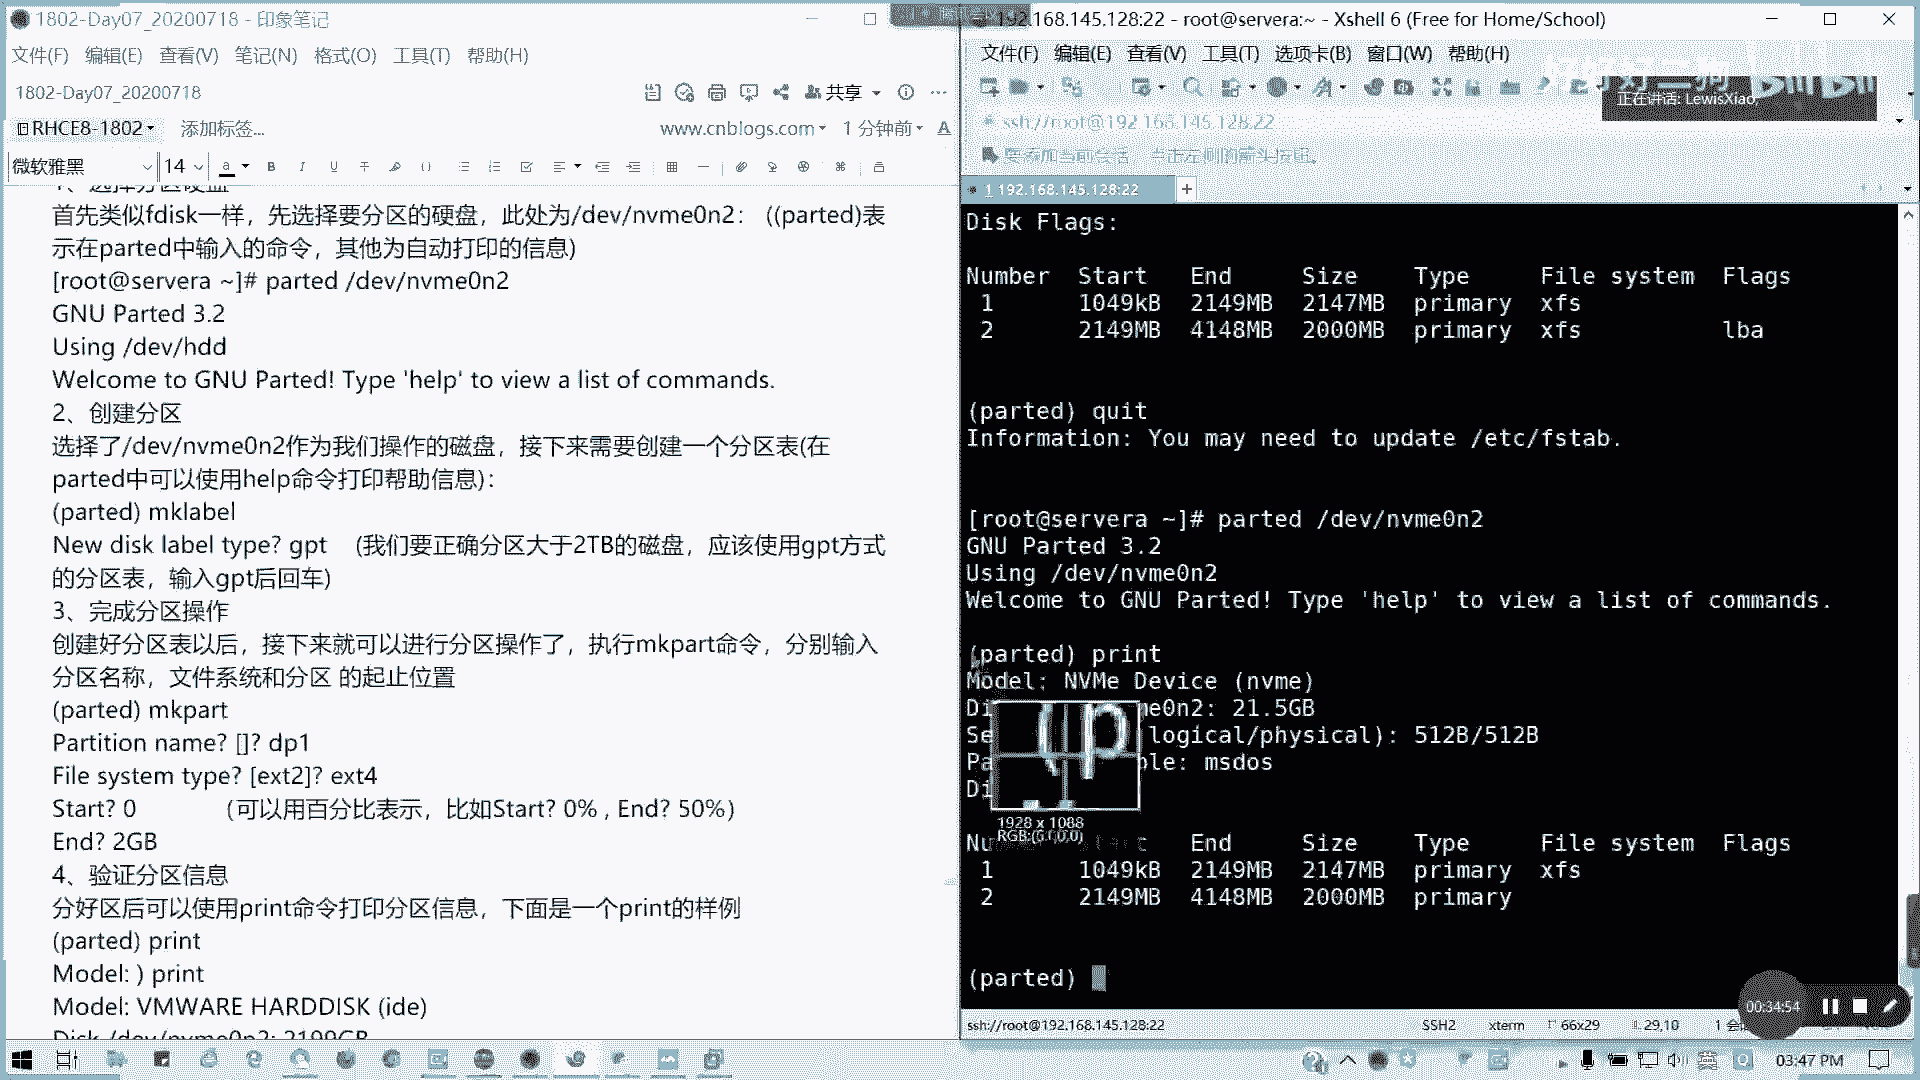 1802-Day07_20200718 - 印象笔记
文件(F) 编辑(E) 查看(V) 笔记(N) 格式(O) 工具(T) 帮助(H)
1802-Day07_20200718
共享
RHCE8-1802 添加标签...
www.cnblogs.com 1 分钟前
微软雅黑 14
1、选择分区硬盘
首先类似fdisk一样，先选择要分区的硬盘，此处为/dev/nvme0n2： ((parted)表
示在parted中输入的命令，其他为自动打印的信息)
[root@servera ~]# parted /dev/nvme0n2
GNU Parted 3.2
Using /dev/hdd
Welcome to GNU Parted! Type 'help' to view a list of commands.
2、创建分区
选择了/dev/nvme0n2作为我们操作的磁盘，接下来需要创建一个分区表(在
parted中可以使用help命令打印帮助信息)：
(parted) mklabel
New disk label type? gpt (我们要正确分区大于2TB的磁盘，应该使用gpt方式
的分区表，输入gpt后回车)
3、完成分区操作
创建好分区表以后，接下来就可以进行分区操作了，执行mkpart命令，分别输入
分区名称，文件系统和分区 的起止位置
(parted) mkpart
Partition name? []? dp1
File system type? [ext2]? ext4
Start? 0 （可以用百分比表示，比如Start? 0% , End? 50%）
End? 2GB
4、验证分区信息
分好区后可以使用print命令打印分区信息，下面是一个print的样例
(parted) print
Model: ) print
Model: VMWARE HARDDISK (ide)
Disk /dev/nvme0n2: 2199GB
192.168.145.128:22 - root@servera:~ - Xshell 6 (Free for Home/School)
文件(F) 编辑(E) 查看(V) 工具(T) 选项卡(B) 窗口(W) 帮助(H)
正在讲话: LewisXiao,
ssh://root@192.168.145.128:22
要添加当前会话，点击左侧的箭头按钮。
1 192.168.145.128:22
Disk Flags:
Number Start End Size Type File system Flags
1 1049kB 2149MB 2147MB primary xfs
2 2149MB 4148MB 2000MB primary xfs lba
(parted) quit
Information: You may need to update /etc/fstab.
[root@servera ~]# parted /dev/nvme0n2
GNU Parted 3.2
Using /dev/nvme0n2
Welcome to GNU Parted! Type 'help' to view a list of commands.
(parted) print
Model: NVMe Device (nvme)
Di me0n2: 21.5GB
Se logical/physical): 512B/512B
Pa ble: msdos
Di
1928 x 1088
Nu End Size Type File system Flags
1 1049kB 2149MB 2147MB primary xfs
2 2149MB 4148MB 2000MB primary
(parted)
00:34:54
ssh://root@192.168.145.128:22 SSH2 xterm 66x29 29,10
03:47 PM